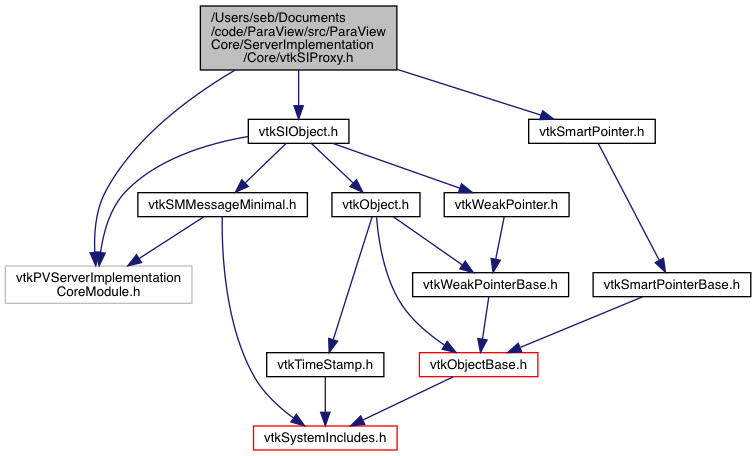 /Users/seb/Documents
/code/ParaView/src/ParaView
Core/ServerImplementation
/Core/vtkSIProxy.h
vtkSIObject.h
vtkSmartPointer.h
vtkSMMessageMinimal.h
vtkObject.h
vtkWeakPointer.h
vtkPVServerImplementation
CoreModule.h
vtkWeakPointerBase.h
vtkSmartPointerBase.h
vtkTimeStamp.h
vtkObjectBase.h
vtkSystemIncludes.h